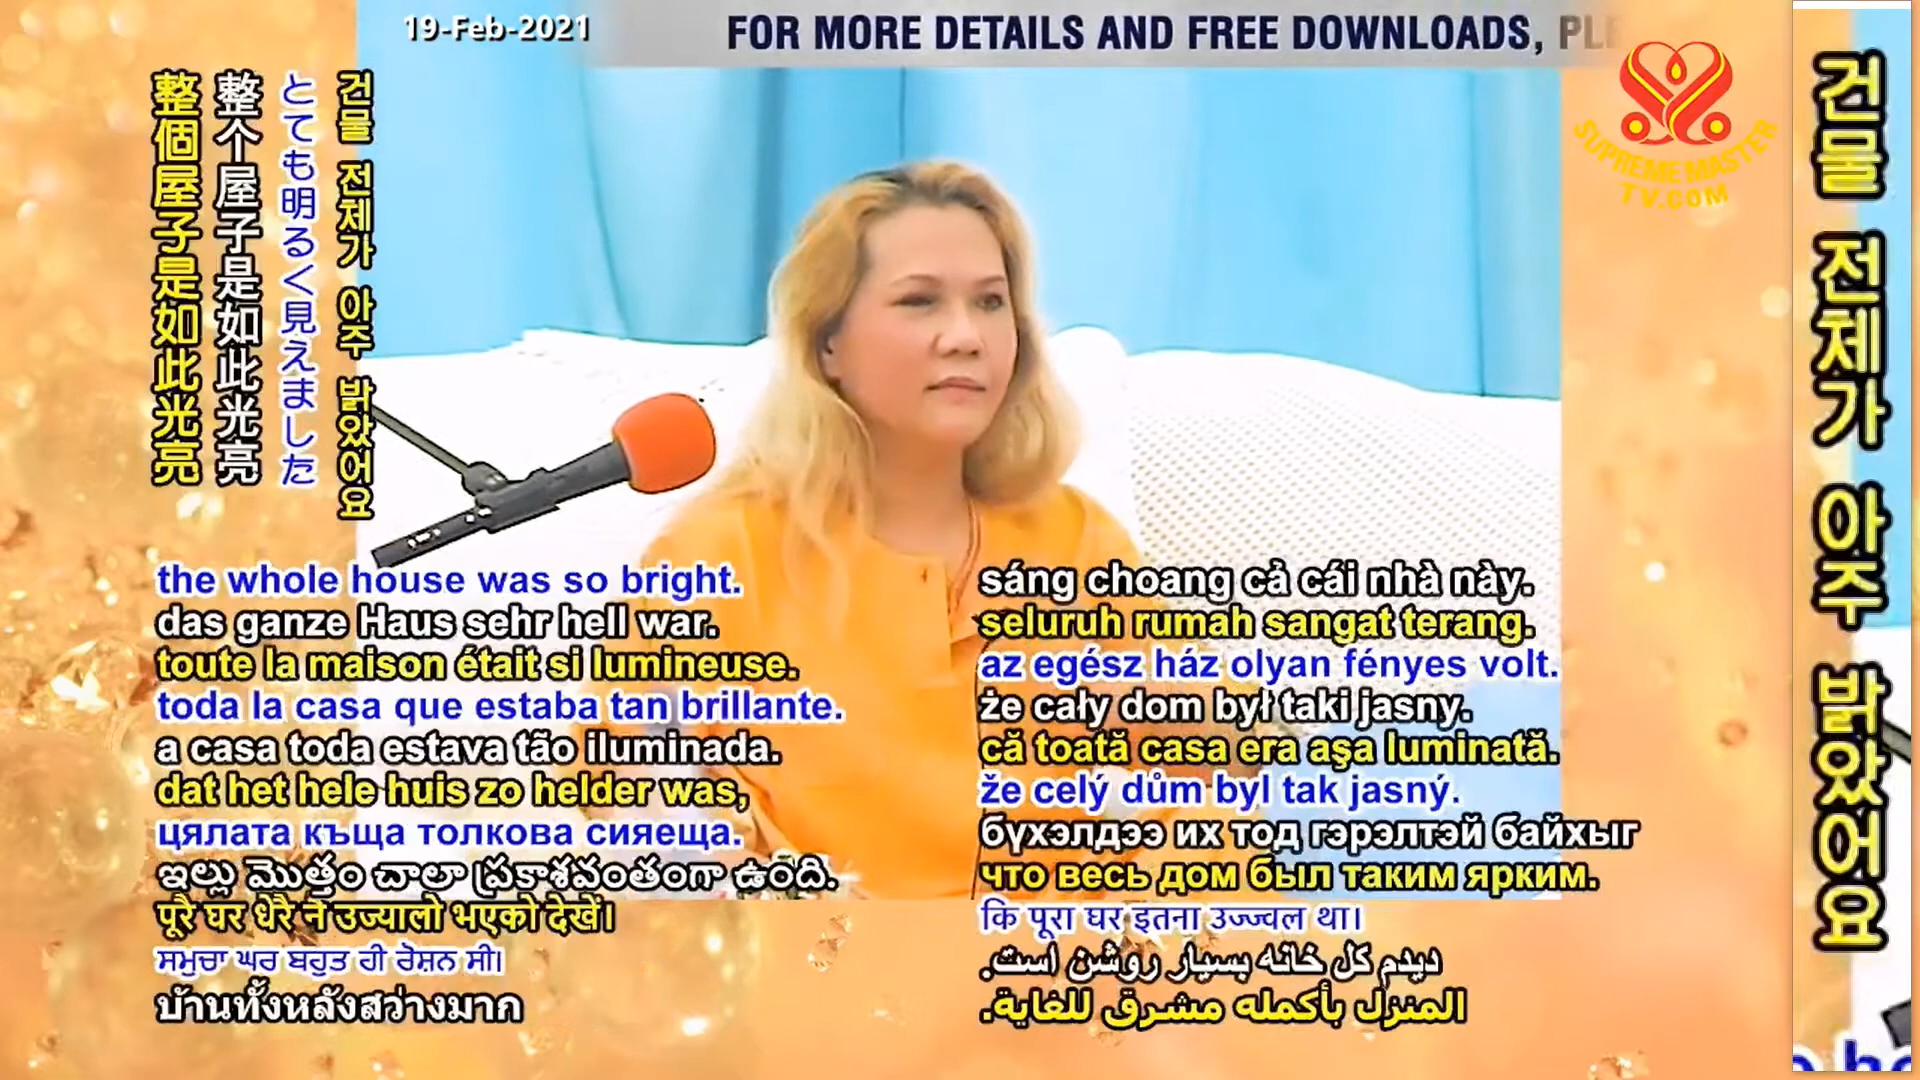 19-Feb-2021
FOR MORE DETAILS AND FREE DOWNLOADS,
SUPREME MASTER
TV.COM
건물 전체가 아주 밝았어요
とても明るく見えました
整个屋子是如此光亮
整個屋子是如此光亮
the whole house was so bright.
das ganze Haus sehr hell war.
toute la maison était si lumineuse.
toda la casa que estaba tan brillante.
a casa toda estava tão iluminada.
dat het hele huis zo helder was,
цялата къща толкова сияеща.
ఇల్లు మొత్తం చాలా ప్రకాశవంతంగా ఉంది.
पूरै घर धेरै नै उज्यालो भएको देखें।
ਸਮੁਚਾ ਘਰ ਬਹੁਤ ਹੀ ਰੋਸ਼ਨ ਸੀ।
บ้านทั้งหลังสว่างมาก
sáng choang cả cái nhà này.
seluruh rumah sangat terang.
az egész ház olyan fényes volt.
że cały dom był taki jasny.
că toată casa era aşa luminată.
že celý dům byl tak jasný.
бүхэлдээ их тод гэрэлтэй байхыг
что весь дом был таким ярким.
कि पूरा घर इतना उज्ज्वल था।
دیدم کل خانه بسیار روشن است.
المنزل بأكمله مشرق للغاية.
건물 전체가 아주 밝았어요